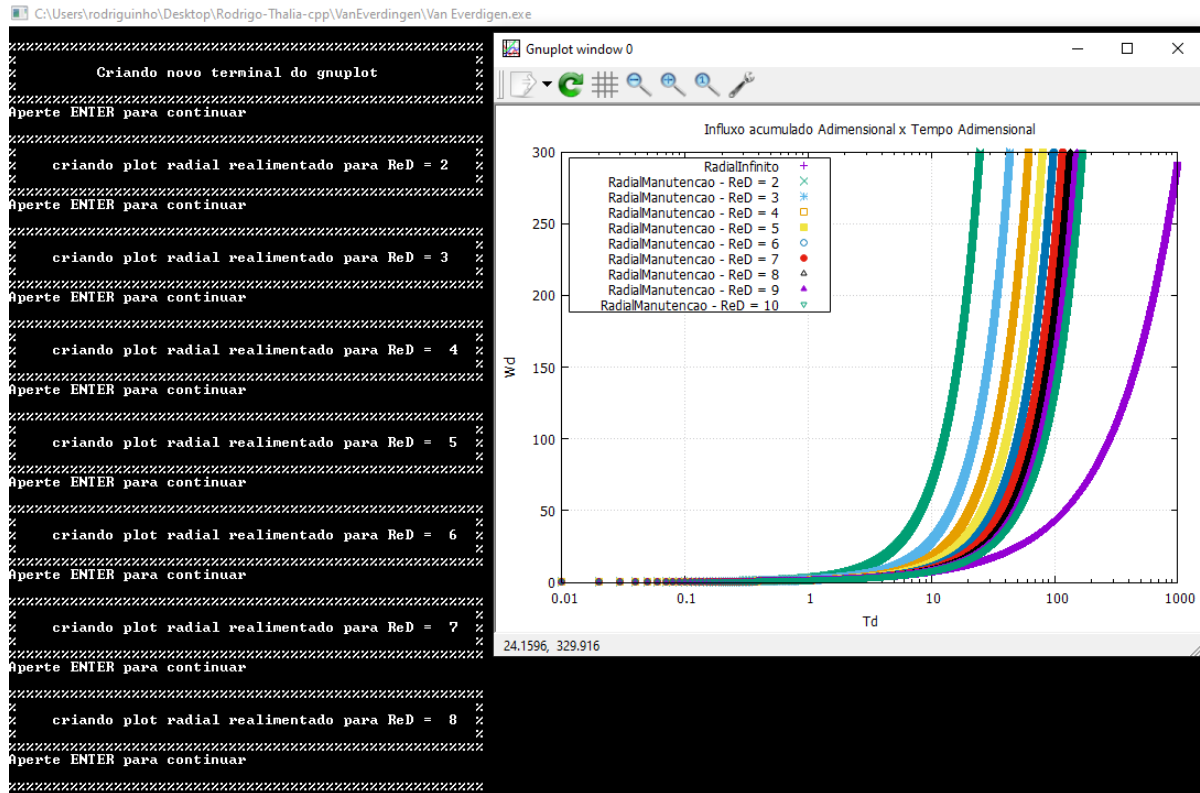 C:\Users\rodriguinho\Desktop\Rodrigo-Thalia-cpp\VanEverdingen\Van Everdigen.exe
%%%%%%%%%%%%%%%%%%%%%%%%%%%%%%%%%%%%%%%%%%%%%%%%%%%%%%%%%%%%
% %
% Criando novo terminal do gnuplot %
% %
%%%%%%%%%%%%%%%%%%%%%%%%%%%%%%%%%%%%%%%%%%%%%%%%%%%%%%%%%%%%
Aperte ENTER para continuar
%%%%%%%%%%%%%%%%%%%%%%%%%%%%%%%%%%%%%%%%%%%%%%%%%%%%%%%%%%%%
% %
% criando plot radial realimentado para ReD = 2 %
% %
%%%%%%%%%%%%%%%%%%%%%%%%%%%%%%%%%%%%%%%%%%%%%%%%%%%%%%%%%%%%
Aperte ENTER para continuar
%%%%%%%%%%%%%%%%%%%%%%%%%%%%%%%%%%%%%%%%%%%%%%%%%%%%%%%%%%%%
% %
% criando plot radial realimentado para ReD = 3 %
% %
%%%%%%%%%%%%%%%%%%%%%%%%%%%%%%%%%%%%%%%%%%%%%%%%%%%%%%%%%%%%
Aperte ENTER para continuar
%%%%%%%%%%%%%%%%%%%%%%%%%%%%%%%%%%%%%%%%%%%%%%%%%%%%%%%%%%%%
% %
% criando plot radial realimentado para ReD = 4 %
% %
%%%%%%%%%%%%%%%%%%%%%%%%%%%%%%%%%%%%%%%%%%%%%%%%%%%%%%%%%%%%
Aperte ENTER para continuar
%%%%%%%%%%%%%%%%%%%%%%%%%%%%%%%%%%%%%%%%%%%%%%%%%%%%%%%%%%%%
% %
% criando plot radial realimentado para ReD = 5 %
% %
%%%%%%%%%%%%%%%%%%%%%%%%%%%%%%%%%%%%%%%%%%%%%%%%%%%%%%%%%%%%
Aperte ENTER para continuar
%%%%%%%%%%%%%%%%%%%%%%%%%%%%%%%%%%%%%%%%%%%%%%%%%%%%%%%%%%%%
% %
% criando plot radial realimentado para ReD = 6 %
% %
%%%%%%%%%%%%%%%%%%%%%%%%%%%%%%%%%%%%%%%%%%%%%%%%%%%%%%%%%%%%
Aperte ENTER para continuar
%%%%%%%%%%%%%%%%%%%%%%%%%%%%%%%%%%%%%%%%%%%%%%%%%%%%%%%%%%%%
% %
% criando plot radial realimentado para ReD = 7 %
% %
%%%%%%%%%%%%%%%%%%%%%%%%%%%%%%%%%%%%%%%%%%%%%%%%%%%%%%%%%%%%
Aperte ENTER para continuar
%%%%%%%%%%%%%%%%%%%%%%%%%%%%%%%%%%%%%%%%%%%%%%%%%%%%%%%%%%%%
% %
% criando plot radial realimentado para ReD = 8 %
% %
%%%%%%%%%%%%%%%%%%%%%%%%%%%%%%%%%%%%%%%%%%%%%%%%%%%%%%%%%%%%
Aperte ENTER para continuar
%%%%%%%%%%%%%%%%%%%%%%%%%%%%%%%%%%%%%%%%%%%%%%%%%%%%%%%%%%%%
Gnuplot window 0
Influxo acumulado Adimensional x Tempo Adimensional
RadialInfinito
RadialManutencao - ReD = 2
RadialManutencao - ReD = 3
RadialManutencao - ReD = 4
RadialManutencao - ReD = 5
RadialManutencao - ReD = 6
RadialManutencao - ReD = 7
RadialManutencao - ReD = 8
RadialManutencao - ReD = 9
RadialManutencao - ReD = 10
300
250
200
150
100
50
0
Wd
0.01 0.1 1 10 100 1000
Td
24.1596, 329.916